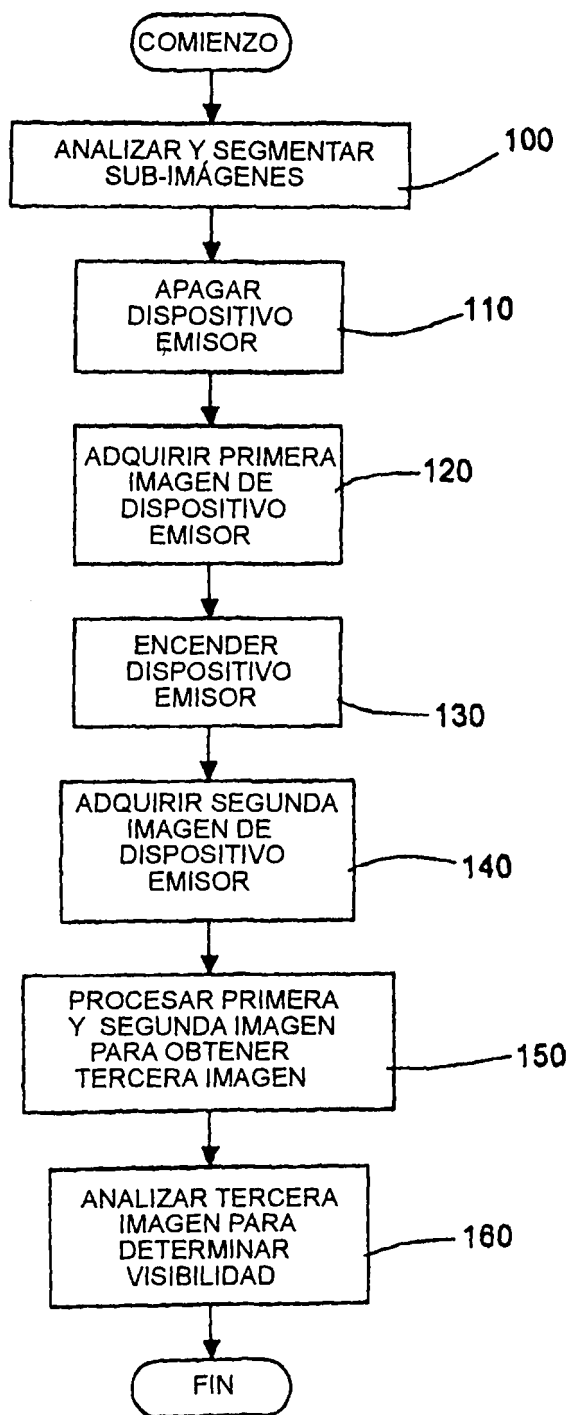 COMIENZO
ANALIZAR Y SEGMENTAR
SUB-IMÁGENES
100
APAGAR
DISPOSITIVO
EMISOR
110
ADQUIRIR PRIMERA
IMAGEN DE
DISPOSITIVO
EMISOR
120
ENCENDER
DISPOSITIVO
EMISOR
130
ADQUIRIR SEGUNDA
IMAGEN DE
DISPOSITIVO
EMISOR
140
PROCESAR PRIMERA
Y SEGUNDA IMAGEN
PARA OBTENER
TERCERA IMAGEN
150
ANALIZAR TERCERA
IMAGEN PARA
DETERMINAR
VISIBILIDAD
160
FIN